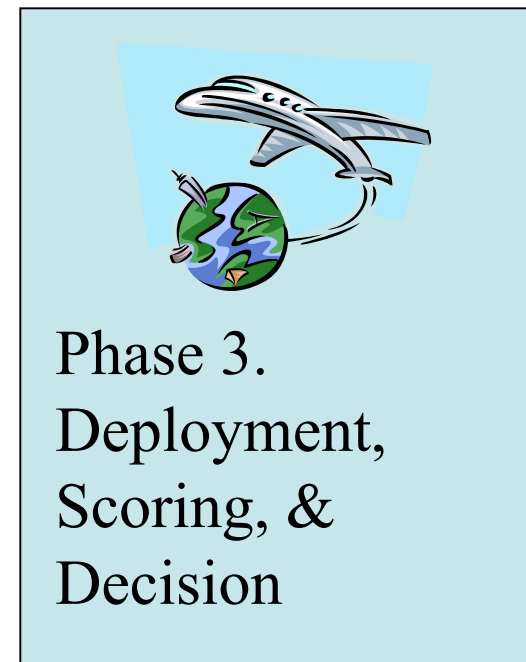 Phase 3.
Deployment,
Scoring, &
Decision